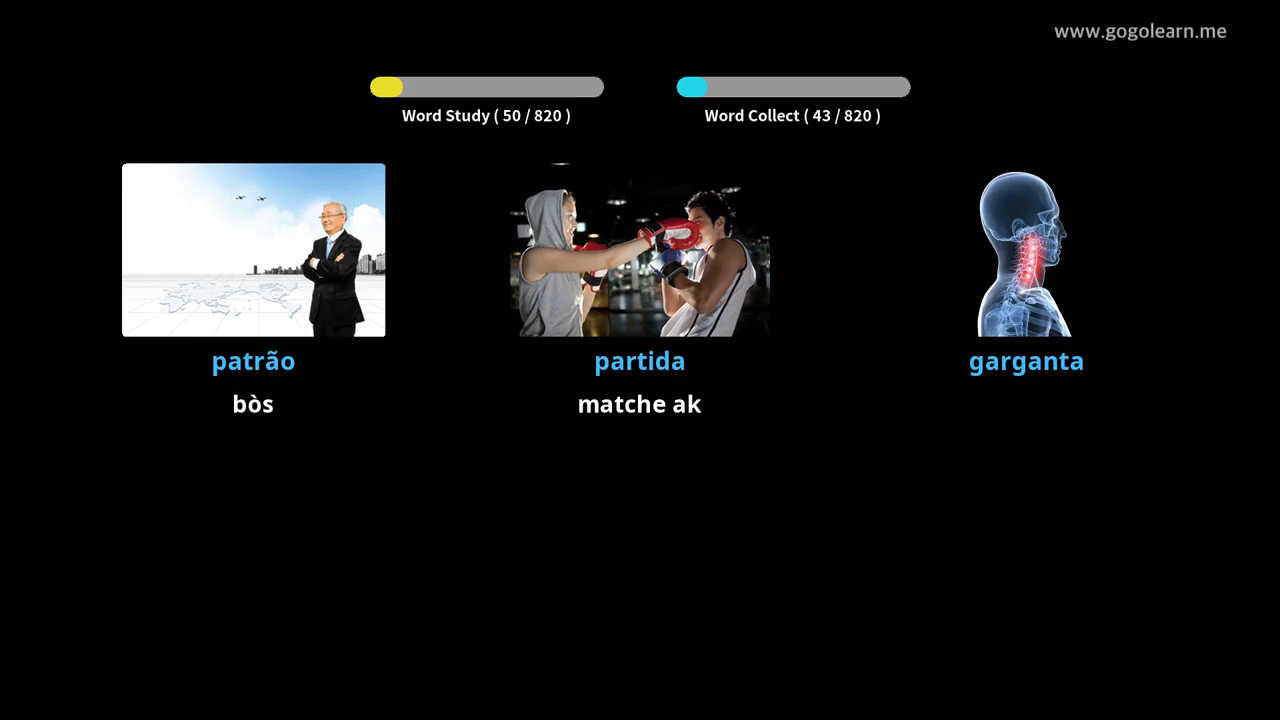 www.gogolearn.me
Word Study ( 50 / 820 )
Word Collect ( 43 / 820 )
patrão
partida
garganta
bòs
matche ak